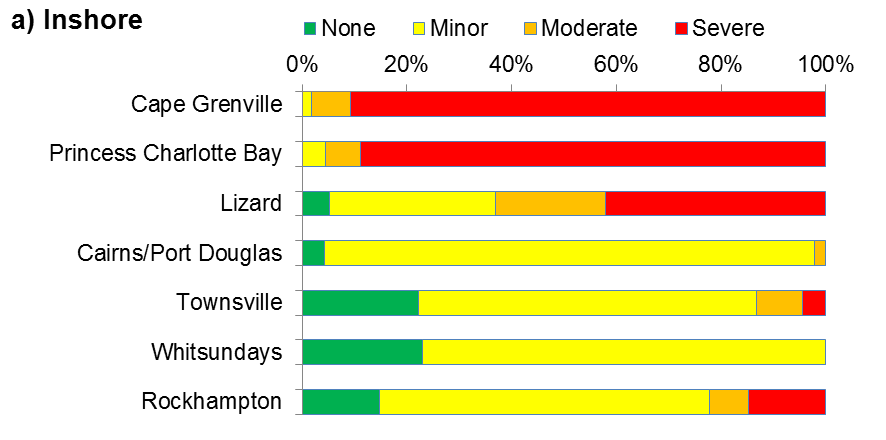 a) Inshore
None Minor Moderate Severe
0% 20% 40% 60% 80% 100%
Cape Grenville
Princess Charlotte Bay
Lizard
Cairns/Port Douglas
Townsville
Whitsundays
Rockhampton